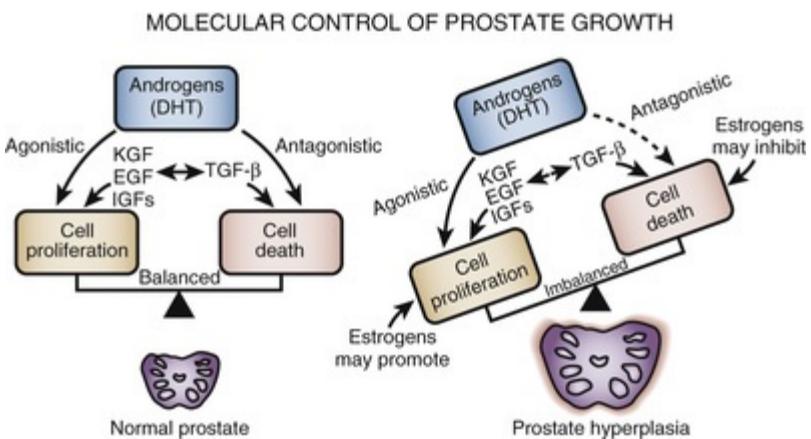 MOLECULAR CONTROL OF PROSTATE GROWTH
Androgens
(DHT)
Agonistic
Antagonistic
KGF
EGF
IGFs
TGF-β
Cell
proliferation
Cell
death
Balanced
Normal prostate
Androgens
(DHT)
Antagonistic
Estrogens
may inhibit
Agonistic
KGF
EGF
IGFs
TGF-β
Cell
death
Cell
proliferation
Imbalanced
Estrogens
may promote
Prostate hyperplasia